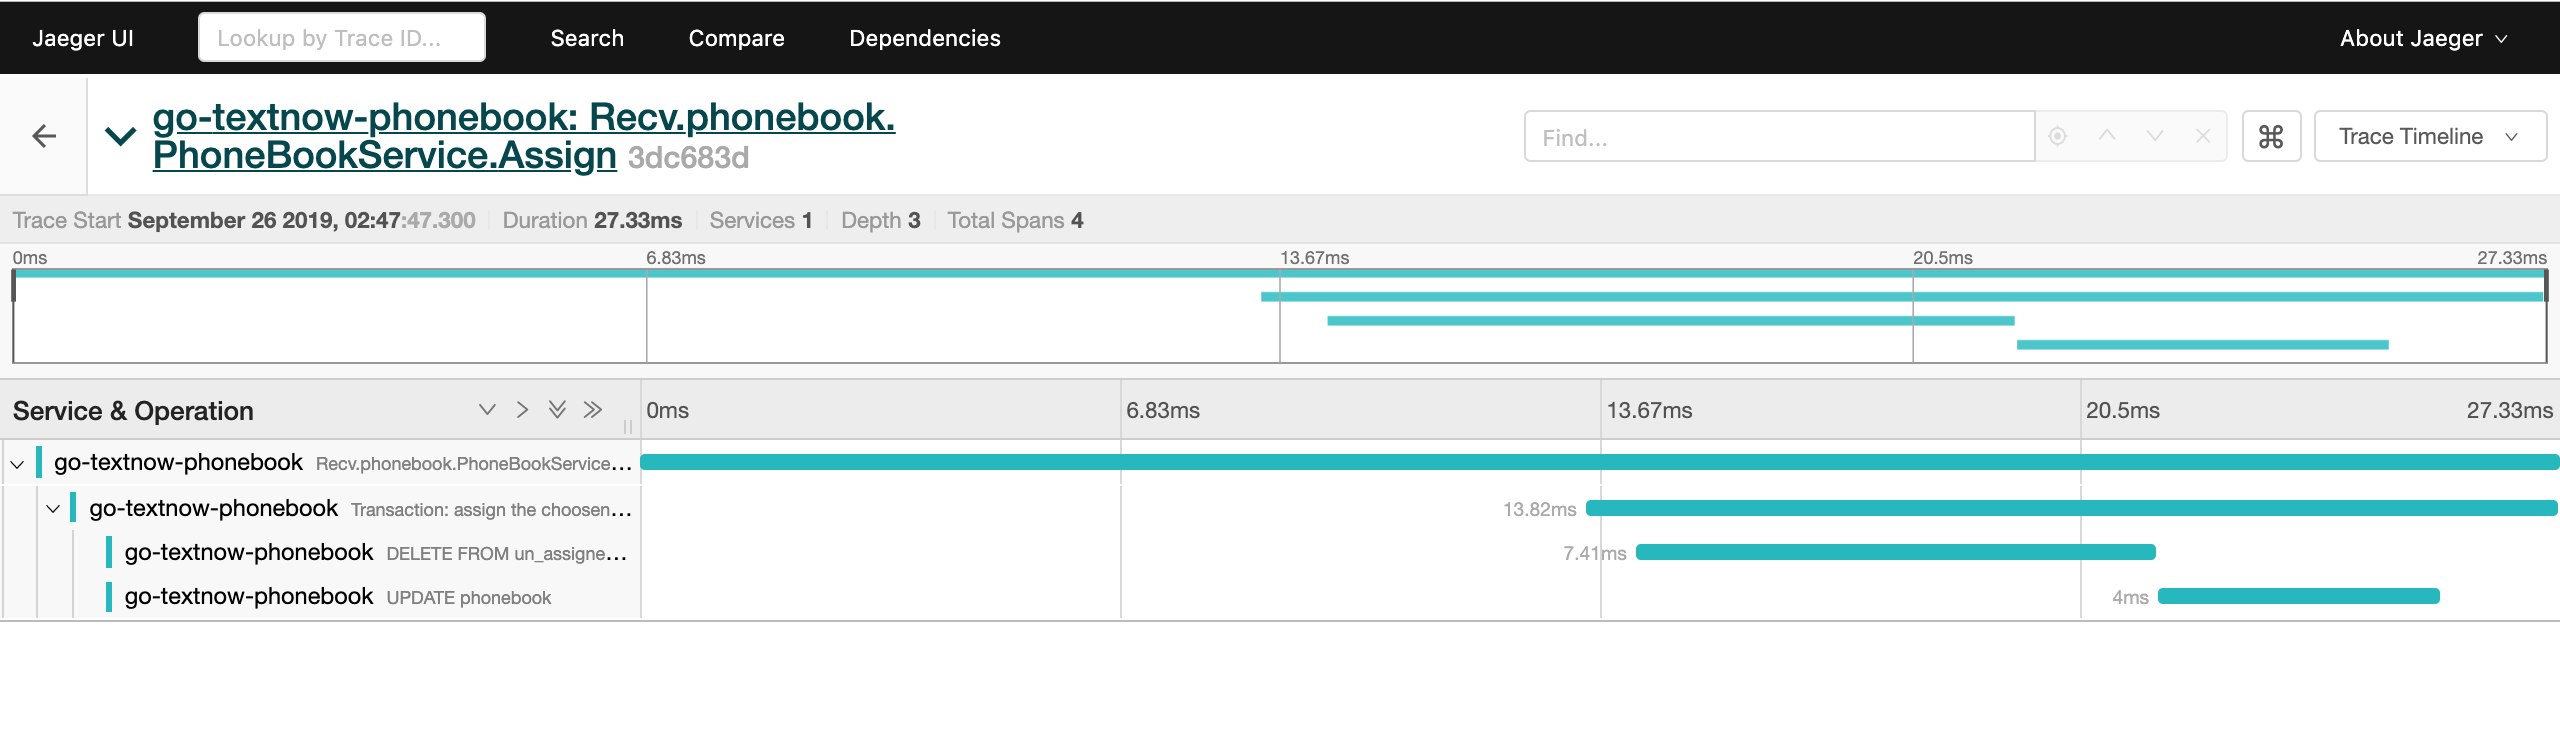 Jaeger UI Lookup by Trace ID... Search Compare Dependencies About Jaeger
go-textnow-phonebook: Recv.phonebook.
PhoneBookService.Assign 3dc683d
Find... ⌘ Trace Timeline
Trace Start September 26 2019, 02:47:47.300 Duration 27.33ms Services 1 Depth 3 Total Spans 4
0ms 6.83ms 13.67ms 20.5ms 27.33ms
Service & Operation 0ms 6.83ms 13.67ms 20.5ms 27.33ms
go-textnow-phonebook Recv.phonebook.PhoneBookService...
go-textnow-phonebook Transaction: assign the choosen... 13.82ms
go-textnow-phonebook DELETE FROM un_assigne... 7.41ms
go-textnow-phonebook UPDATE phonebook 4ms